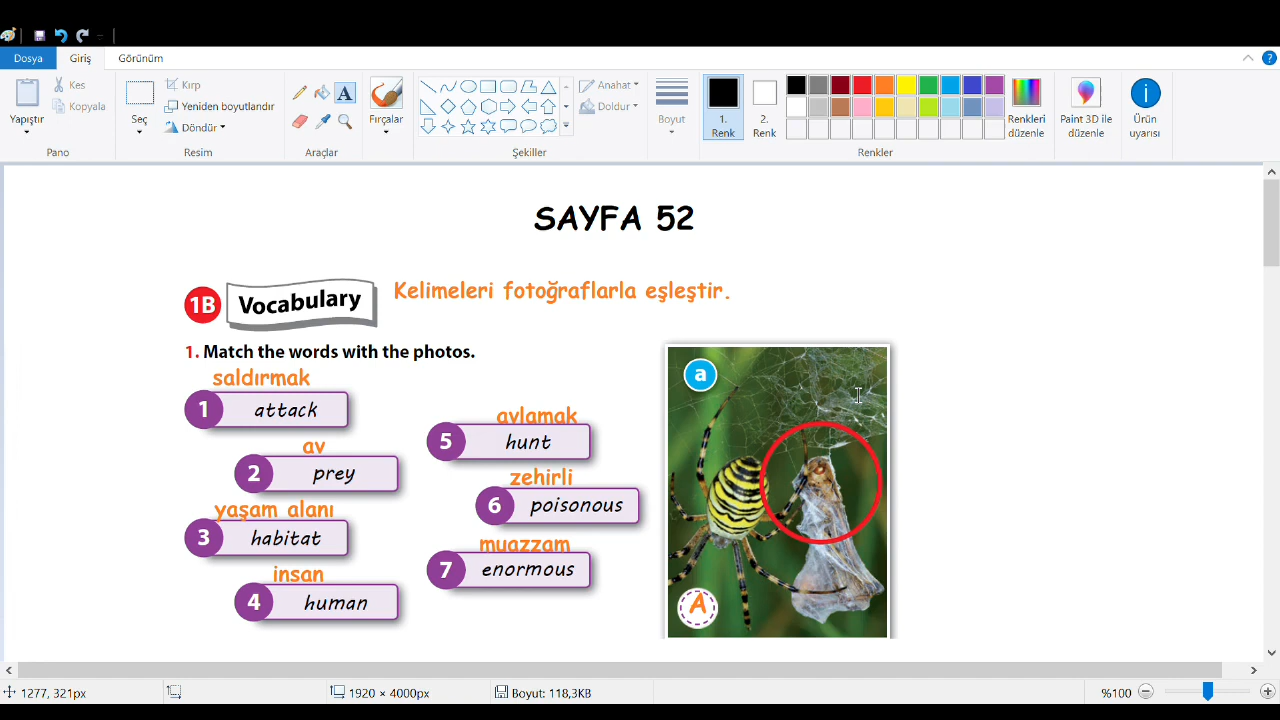 Dosya
Giriş
Görünüm
Yapıştır
Kes
Kopyala
Pano
Seç
Kırp
Yeniden boyutlandır
Döndür
Resim
A
Araçlar
Fırçalar
Şekiller
Anahat
Doldur
Boyut
1.
Renk
2.
Renk
Renkler
Renkleri
düzenle
Paint 3D ile
düzenle
Ürün
uyarısı
SAYFA 52
1B Vocabulary
Kelimeleri fotoğraflarla eşleştir.
1. Match the words with the photos.
saldırmak
1 attack
av
2 prey
yaşam alanı
3 habitat
insan
4 human
avlamak
5 hunt
zehirli
6 poisonous
muazzam
7 enormous
a
A
1277, 321px
1920 × 4000px
Boyut: 118,3KB
%100